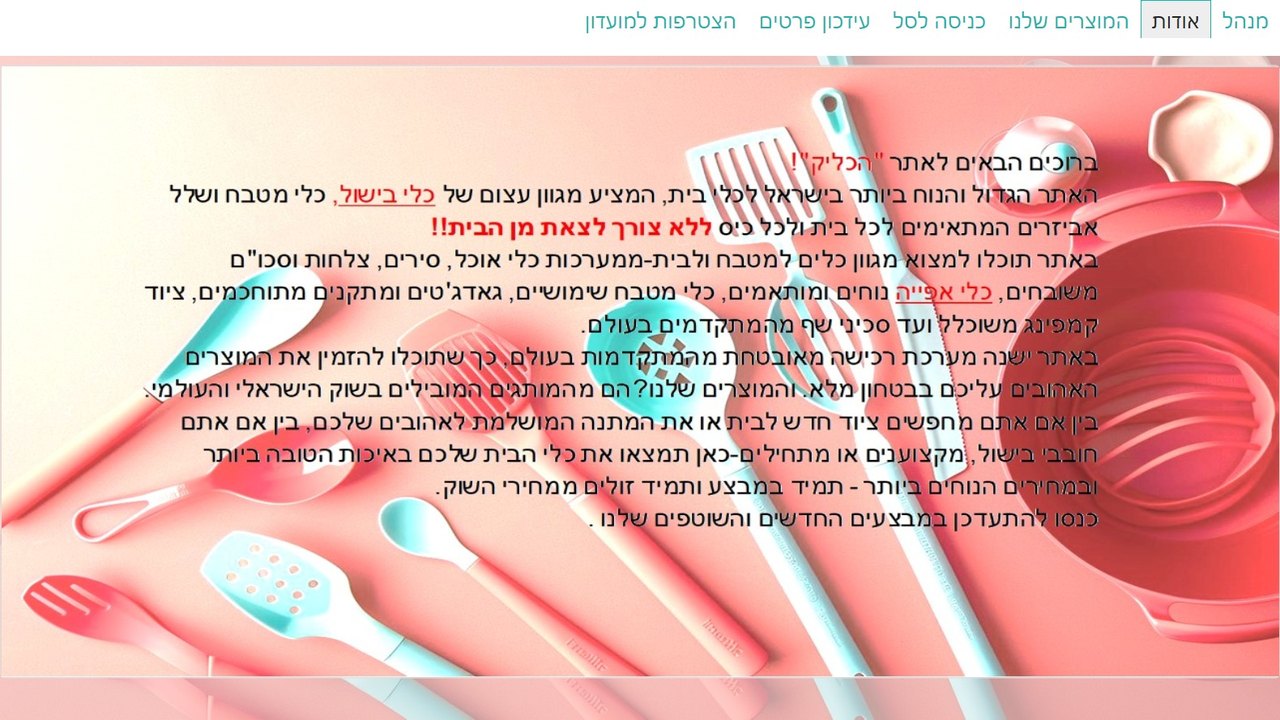 מנהל אודות המוצרים שלנו כניסה לסל עידכון פרטים הצטרפות למועדון
ברוכים הבאים לאתר "הכליק"!
האתר הגדול והנוח ביותר בישראל לכלי בית, המציע מגוון עצום של כלי בישול, כלי מטבח ושלל
אביזרים המתאימים לכל בית ולכל כיס ללא צורך לצאת מן הבית!!
באתר תוכלו למצוא מגוון כלים למטבח ולבית-ממערכות כלי אוכל, סירים, צלחות וסכו"ם
משובחים, כלי אפייה נוחים ומותאמים, כלי מטבח שימושיים, גאדג'טים ומתקנים מתוחכמים, ציוד
קמפינג משוכלל ועד סכיני שף מהמתקדמים בעולם.
באתר ישנה מערכת רכישה מאובטחת מהמתקדמות בעולם, כך שתוכלו להזמין את המוצרים
האהובים עליכם בבטחון מלא. והמוצרים שלנו? הם מהמותגים המובילים בשוק הישראלי והעולמי.
בין אם אתם מחפשים ציוד חדש לבית או את המתנה המושלמת לאהובים שלכם, בין אם אתם
חובבי בישול, מקצוענים או מתחילים-כאן תמצאו את כלי הבית שלכם באיכות הטובה ביותר
ובמחירים הנוחים ביותר - תמיד במבצע ותמיד זולים ממחירי השוק.
כנסו להתעדכן במבצעים החדשים והשוטפים שלנו .